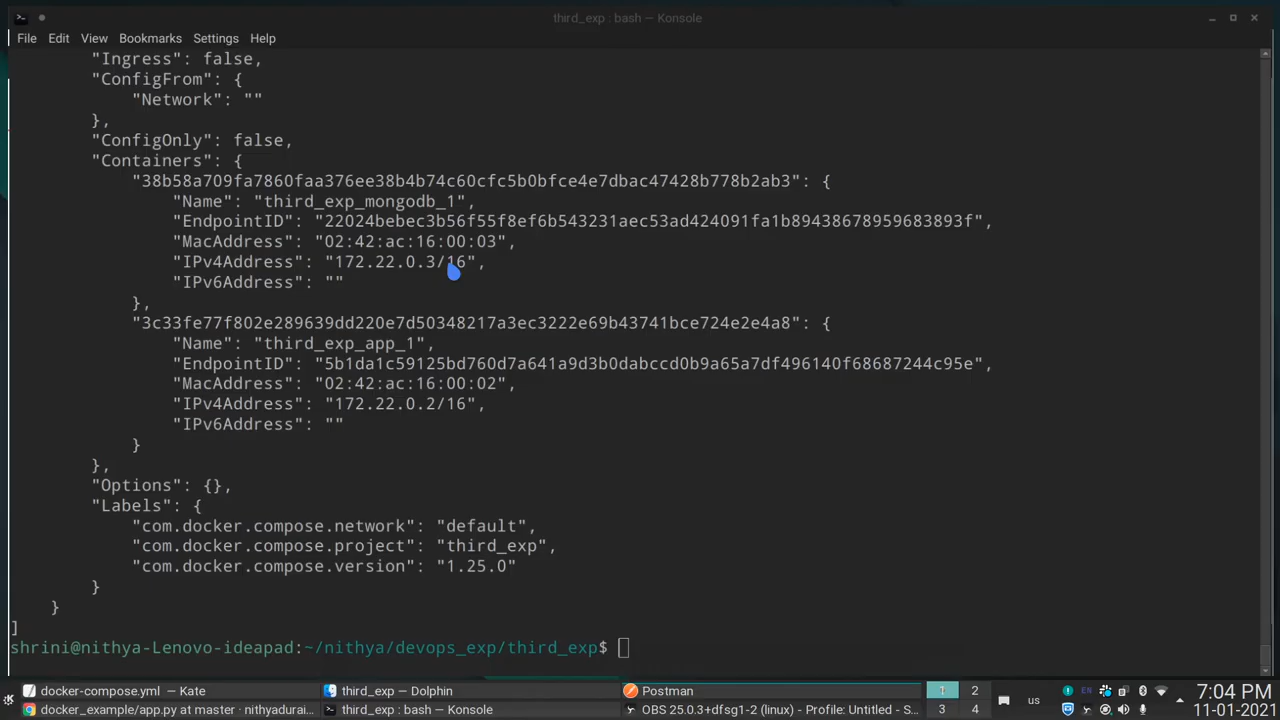 third_exp : bash — Konsole
File Edit View Bookmarks Settings Help
"Ingress": false,
"ConfigFrom": {
"Network": ""
},
"ConfigOnly": false,
"Containers": {
"38b58a709fa7860faa376ee38b4b74c60cfc5b0bfce4e7dbac47428b778b2ab3": {
"Name": "third_exp_mongodb_1",
"EndpointID": "22024bebec3b56f55f8ef6b543231aec53ad424091fa1b89438678959683893f",
"MacAddress": "02:42:ac:16:00:03",
"IPv4Address": "172.22.0.3/16",
"IPv6Address": ""
},
"3c33fe77f802e289639dd220e7d50348217a3ec3222e69b43741bce724e2e4a8": {
"Name": "third_exp_app_1",
"EndpointID": "5b1da1c59125bd760d7a641a9d3b0dabccd0b9a65a7df496140f68687244c95e",
"MacAddress": "02:42:ac:16:00:02",
"IPv4Address": "172.22.0.2/16",
"IPv6Address": ""
}
},
"Options": {},
"Labels": {
"com.docker.compose.network": "default",
"com.docker.compose.project": "third_exp",
"com.docker.compose.version": "1.25.0"
}
}
]
shrini@nithya-Lenovo-ideapad:~/nithya/devops_exp/third_exp$
docker-compose.yml — Kate third_exp — Dolphin Postman 1 2 us EN 7:04 PM
docker_example/app.py at master · nithyadurai... third_exp : bash — Konsole OBS 25.0.3+dfsg1-2 (linux) - Profile: Untitled - S... 3 4 11-01-2021